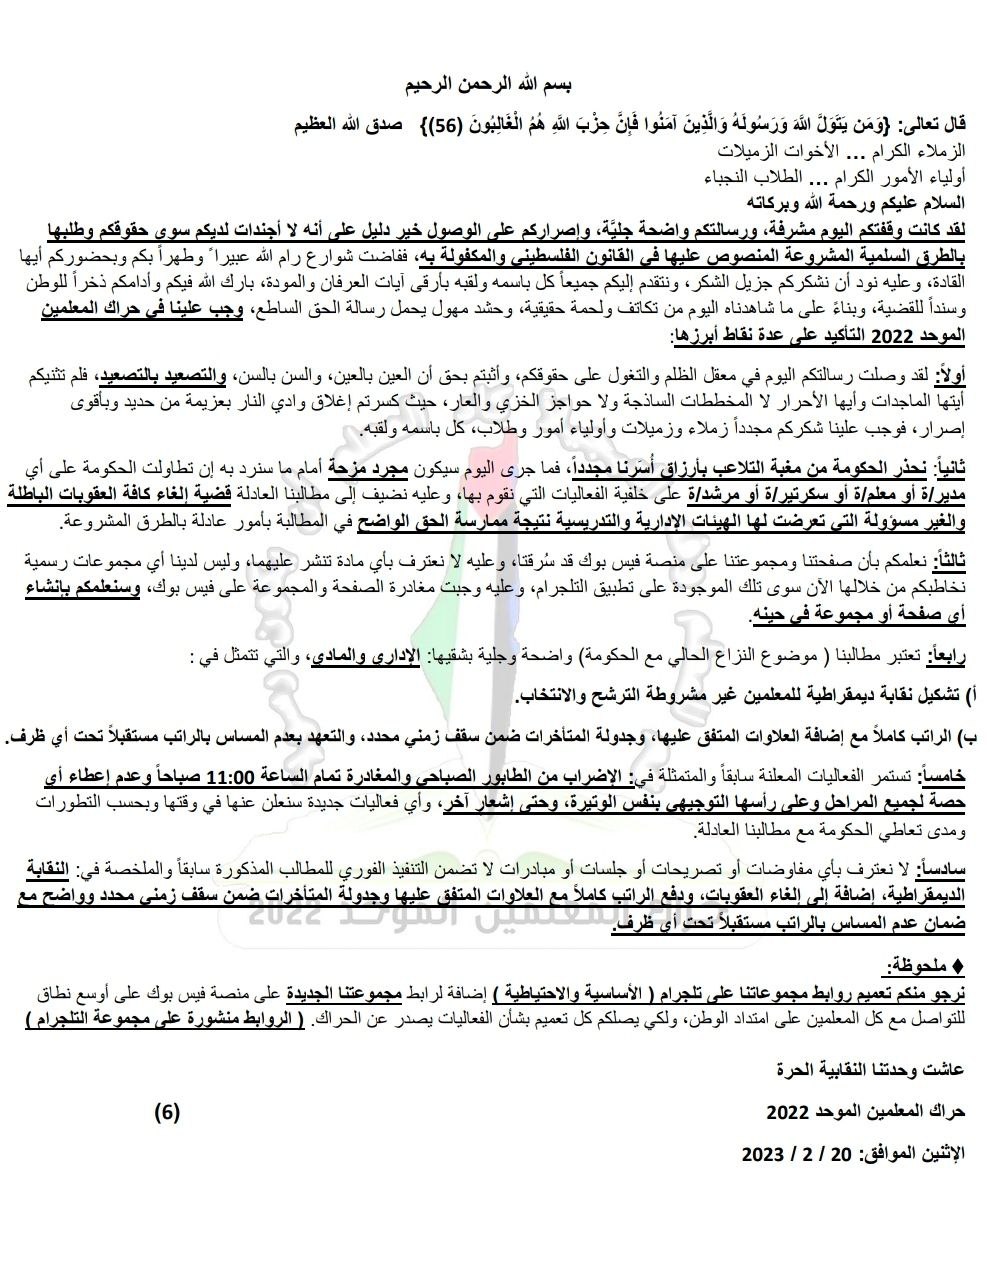 بسم الله الرحمن الرحيم
قال تعالى: {وَمَن يَتَوَلَّ اللَّهَ وَرَسُولَهُ وَالَّذِينَ آمَنُوا فَإِنَّ حِزْبَ اللَّهِ هُمُ الْغَالِبُونَ (56)} صدق الله العظيم
الزملاء الكرام ... الأخوات الزميلات
أولياء الأمور الكرام ... الطلاب النجباء
السلام عليكم ورحمة الله وبركاته
لقد كانت وقفتكم اليوم مشرفة، ورسالتكم واضحة جليَّة، وإصراركم على الوصول خير دليل على أنه لا أجندات لديكم سوى حقوقكم وطلبها
بالطرق السلمية المشروعة المنصوص عليها في القانون الفلسطيني والمكفولة به، ففاضت شوارع رام الله عبيراً وطهراً بكم وبحضوركم أيها
القادة، وعليه نود أن نشكركم جزيل الشكر، ونتقدم إليكم جميعاً كل باسمه ولقبه بأرقى آيات العرفان والمودة، بارك الله فيكم وأدامكم ذخراً للوطن
وسنداً للقضية، وبناءً على ما شاهدناه اليوم من تكاتف ولحمة حقيقية، وحشد مهول يحمل رسالة الحق الساطع، وجب علينا في حراك المعلمين
الموحد 2022 التأكيد على عدة نقاط أبرزها:
أولاً: لقد وصلت رسالتكم اليوم في معقل الظلم والتغول على حقوقكم، وأثبتم بحق أن العين بالعين، والسن بالسن، والتصعيد بالتصعيد، فلم تثنيكم
أيتها الماجدات وأيها الأحرار لا المخططات الساذجة ولا حواجز الخزي والعار، حيث كسرتم إغلاق وادي النار بعزيمة من حديد وبأقوى
إصرار، فوجب علينا شكركم مجدداً زملاء وزميلات وأولياء أمور وطلاب، كل باسمه ولقبه.
ثانياً: نحذر الحكومة من مغبة التلاعب بأرزاق أُسَرنا مجدداً، فما جرى اليوم سيكون مجرد مزحة أمام ما سنرد به إن تطاولت الحكومة على أي
مدير/ة أو معلم/ة أو سكرتير/ة أو مرشد/ة على خلفية الفعاليات التي نقوم بها، وعليه نضيف إلى مطالبنا العادلة قضية إلغاء كافة العقوبات الباطلة
والغير مسؤولة التي تعرضت لها الهيئات الإدارية والتدريسية نتيجة ممارسة الحق الواضح في المطالبة بأمور عادلة بالطرق المشروعة.
ثالثاً: نعلمكم بأن صفحتنا ومجموعتنا على منصة فيس بوك قد سُرقتا، وعليه لا نعترف بأي مادة تنشر عليهما، وليس لدينا أي مجموعات رسمية
نخاطبكم من خلالها الآن سوى تلك الموجودة على تطبيق التلجرام، وعليه وجبت مغادرة الصفحة والمجموعة على فيس بوك، وسنعلمكم بإنشاء
أي صفحة أو مجموعة في حينه.
رابعاً: تعتبر مطالبنا ( موضوع النزاع الحالي مع الحكومة) واضحة وجلية بشقيها: الإداري والمادي، والتي تتمثل في :
أ) تشكيل نقابة ديمقراطية للمعلمين غير مشروطة الترشح والانتخاب.
ب) الراتب كاملاً مع إضافة العلاوات المتفق عليها، وجدولة المتأخرات ضمن سقف زمني محدد، والتعهد بعدم المساس بالراتب مستقبلاً تحت أي ظرف.
خامساً: تستمر الفعاليات المعلنة سابقاً والمتمثلة في: الإضراب من الطابور الصباحي والمغادرة تمام الساعة 11:00 صباحاً وعدم إعطاء أي
حصة لجميع المراحل وعلى رأسها التوجيهي بنفس الوتيرة، وحتى إشعار آخر، وأي فعاليات جديدة سنعلن عنها في وقتها وبحسب التطورات
ومدى تعاطي الحكومة مع مطالبنا العادلة.
سادساً: لا نعترف بأي مفاوضات أو تصريحات أو جلسات أو مبادرات لا تضمن التنفيذ الفوري للمطالب المذكورة سابقاً والملخصة في: النقابة
الديمقراطية، إضافة إلى إلغاء العقوبات، ودفع الراتب كاملاً مع العلاوات المتفق عليها وجدولة المتأخرات ضمن سقف زمني محدد وواضح مع
ضمان عدم المساس بالراتب مستقبلاً تحت أي ظرف.
حراك المعلمين الموحد 2022
♦ ملحوظة:
نرجو منكم تعميم روابط مجموعاتنا على تلجرام ( الأساسية والاحتياطية ) إضافة لرابط مجموعتنا الجديدة على منصة فيس بوك على أوسع نطاق
للتواصل مع كل المعلمين على امتداد الوطن، ولكي يصلكم كل تعميم بشأن الفعاليات يصدر عن الحراك. ( الروابط منشورة على مجموعة التلجرام )
عاشت وحدتنا النقابية الحرة
حراك المعلمين الموحد 2022 (6)
الإثنين الموافق: 20 / 2 / 2023